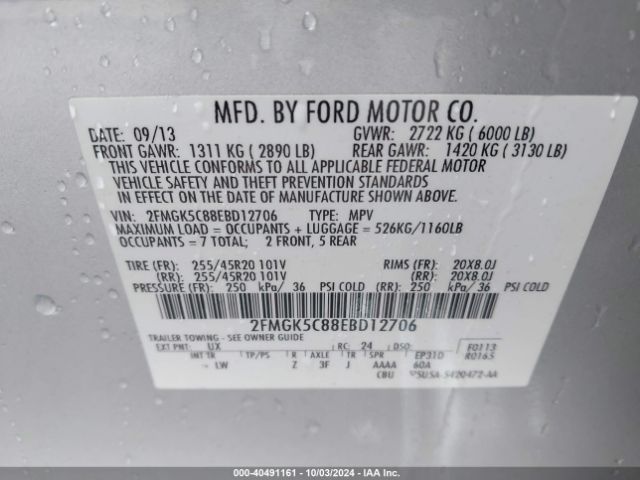 MFD. BY FORD MOTOR CO.
DATE: 09/13 GVWR: 2722 KG ( 6000 LB)
FRONT GAWR: 1311 KG ( 2890 LB) REAR GAWR: 1420 KG ( 3130 LB)
THIS VEHICLE CONFORMS TO ALL APPLICABLE FEDERAL MOTOR
VEHICLE SAFETY AND THEFT PREVENTION STANDARDS
IN EFFECT ON THE DATE OF MANUFACTURE SHOWN ABOVE.
VIN: 2FMGK5C88EBD12706 TYPE: MPV
MAXIMUM LOAD = OCCUPANTS + LUGGAGE = 526KG/1160LB
OCCUPANTS = 7 TOTAL; 2 FRONT, 5 REAR
TIRE (FR): 255/45R20 101V RIMS (FR): 20X8.0J
(RR): 255/45R20 101V (RR): 20X8.0J
PRESSURE (FR): 250 kPa/ 36 PSI COLD (RR): 250 kPa/ 36 PSI COLD
2FMGK5C88EBD12706
TRAILER TOWING - SEE OWNER GUIDE
EXT PNT: UX RC: 24 DSO: F0113
INT TR TP/PS R AXLE TR SPR EP31D R0165
LW Z 3F J AAAA 60A
CBU 5U5A-5420472-AA
000-40491161 - 10/03/2024 - IAA Inc.